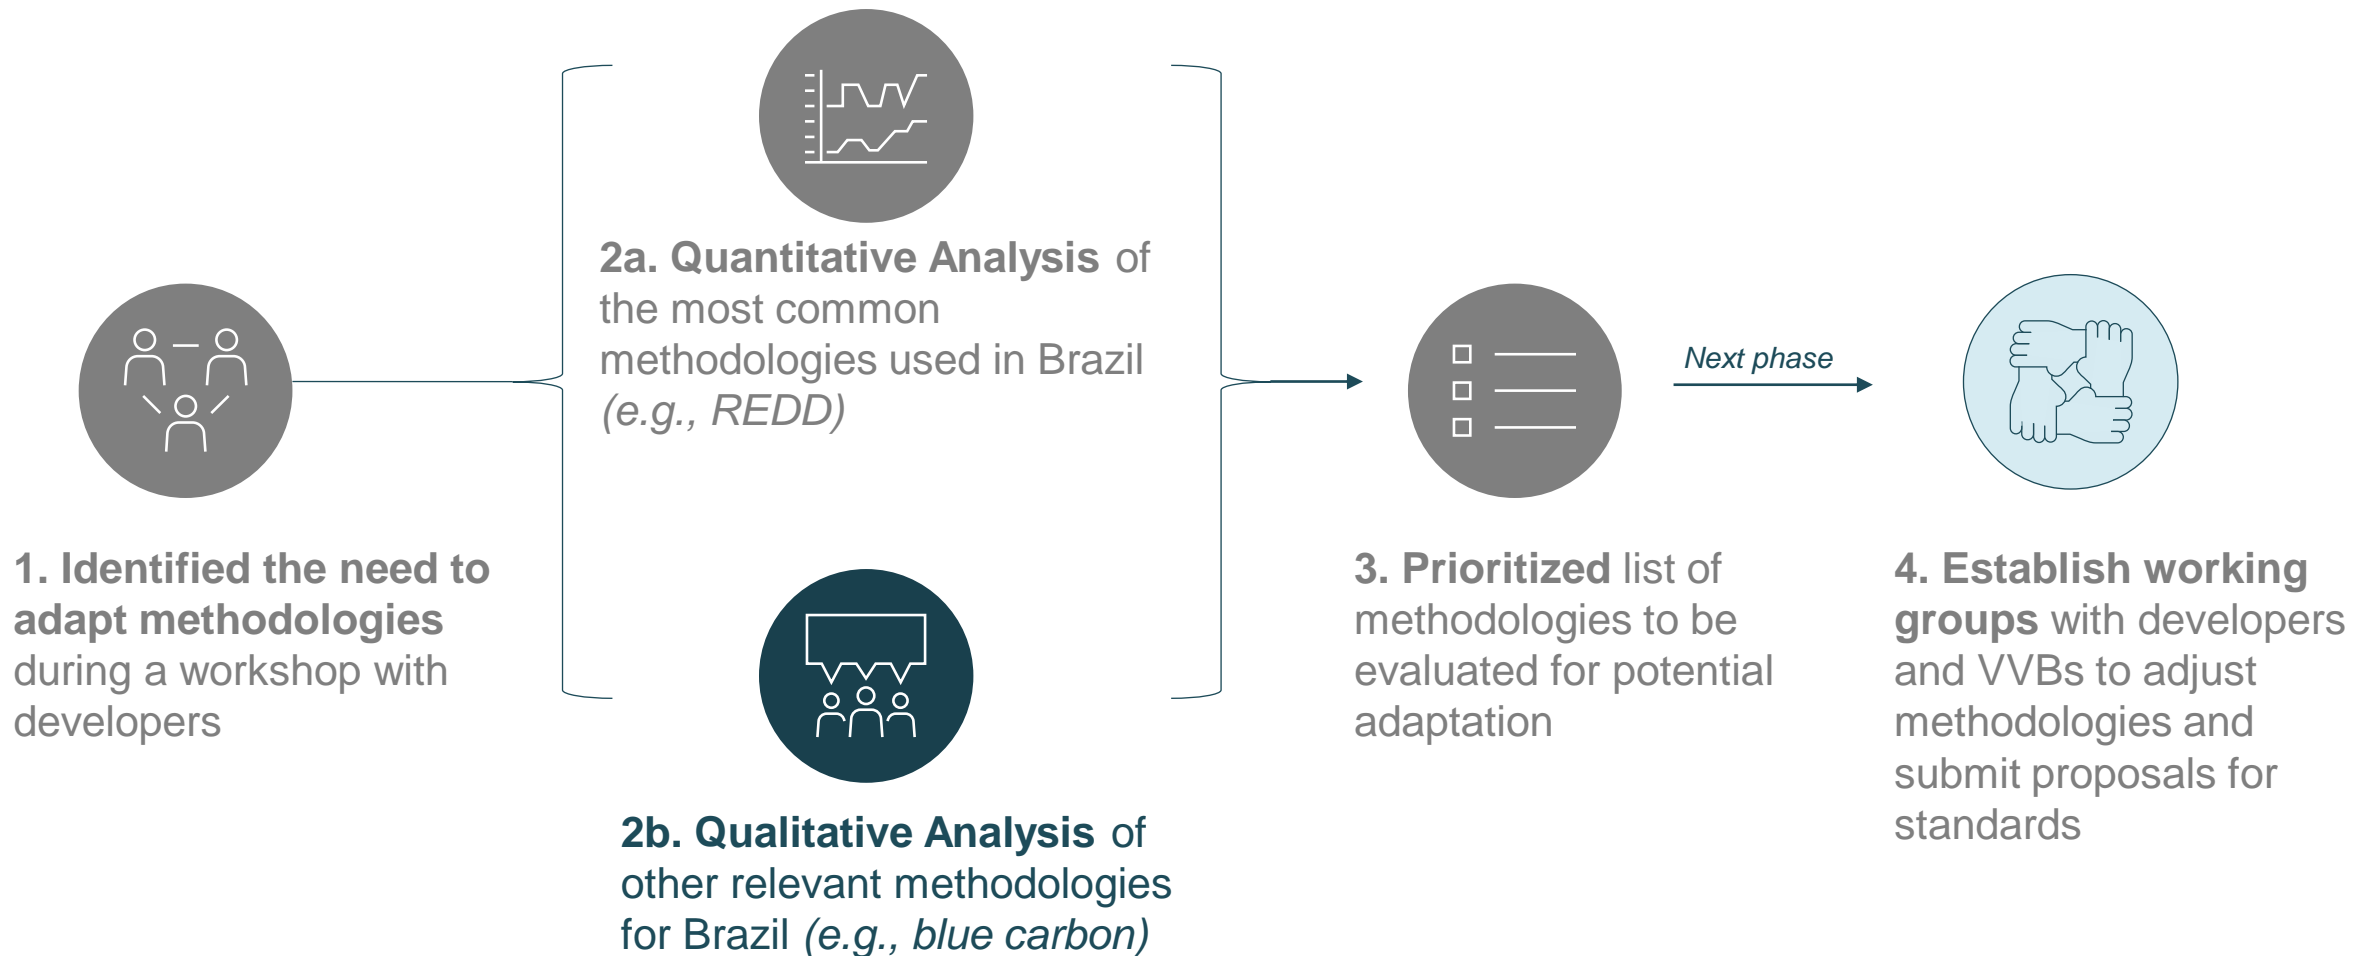 1. Identified the need to
adapt methodologies
during a workshop with
developers
2a. Quantitative Analysis of
the most common
methodologies used in Brazil
(e.g., REDD)
2b. Qualitative Analysis of
other relevant methodologies
for Brazil (e.g., blue carbon)
3. Prioritized list of
methodologies to be
evaluated for potential
adaptation
Next phase
4. Establish working
groups with developers
and VVBs to adjust
methodologies and
submit proposals for
standards